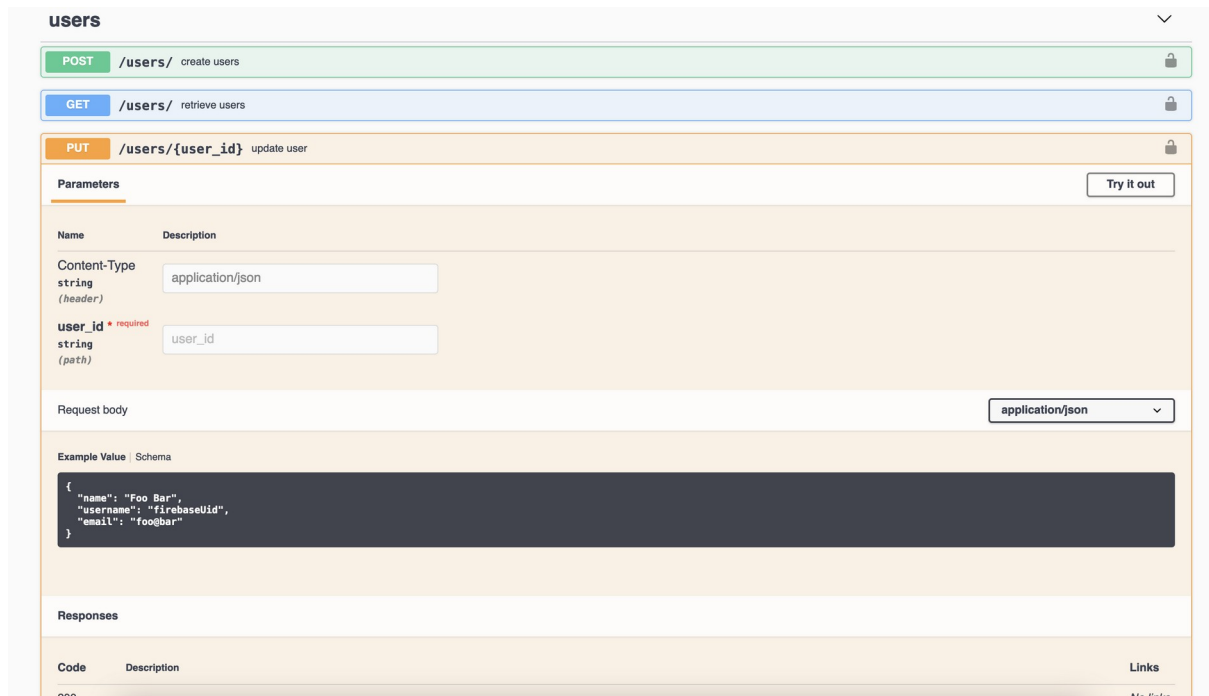 users
POST /users/ create users
GET /users/ retrieve users
PUT /users/{user_id} update user
Parameters Try it out
Name Description
Content-Type
string
(header)
application/json
user_id * required
string
(path)
user_id
Request body application/json
Example Value Schema
{
"name": "Foo Bar",
"username": "firebaseUid",
"email": "foo@bar"
}
Responses
Code Description Links